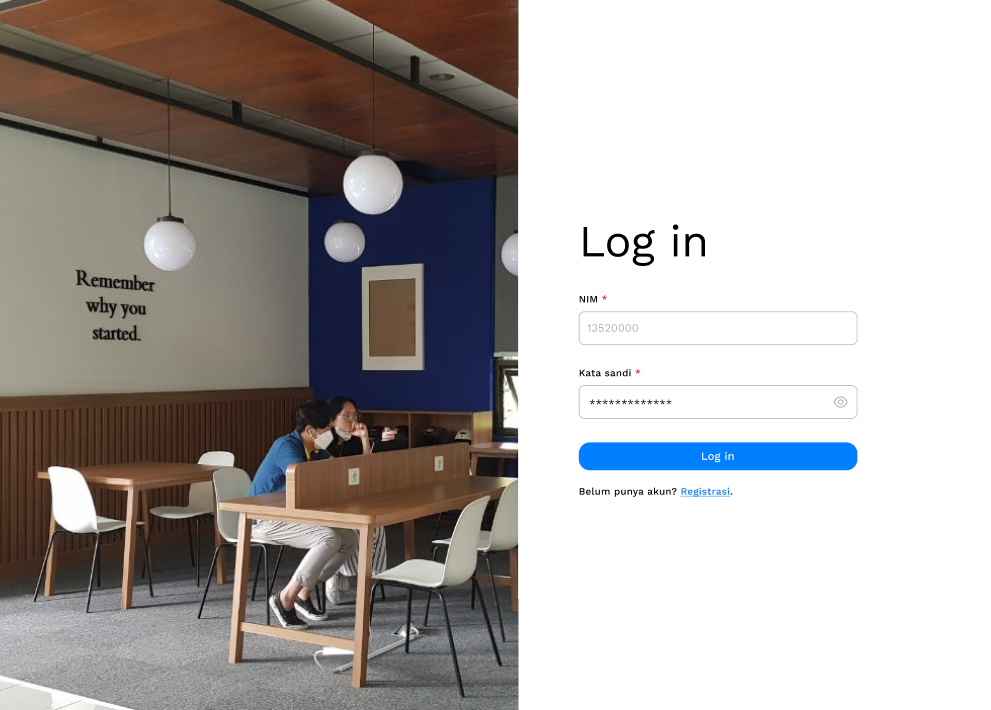 Remember
why you
started.
Log in
NIM *
13520000
Kata sandi *
*************
Log in
Belum punya akun? Registrasi.